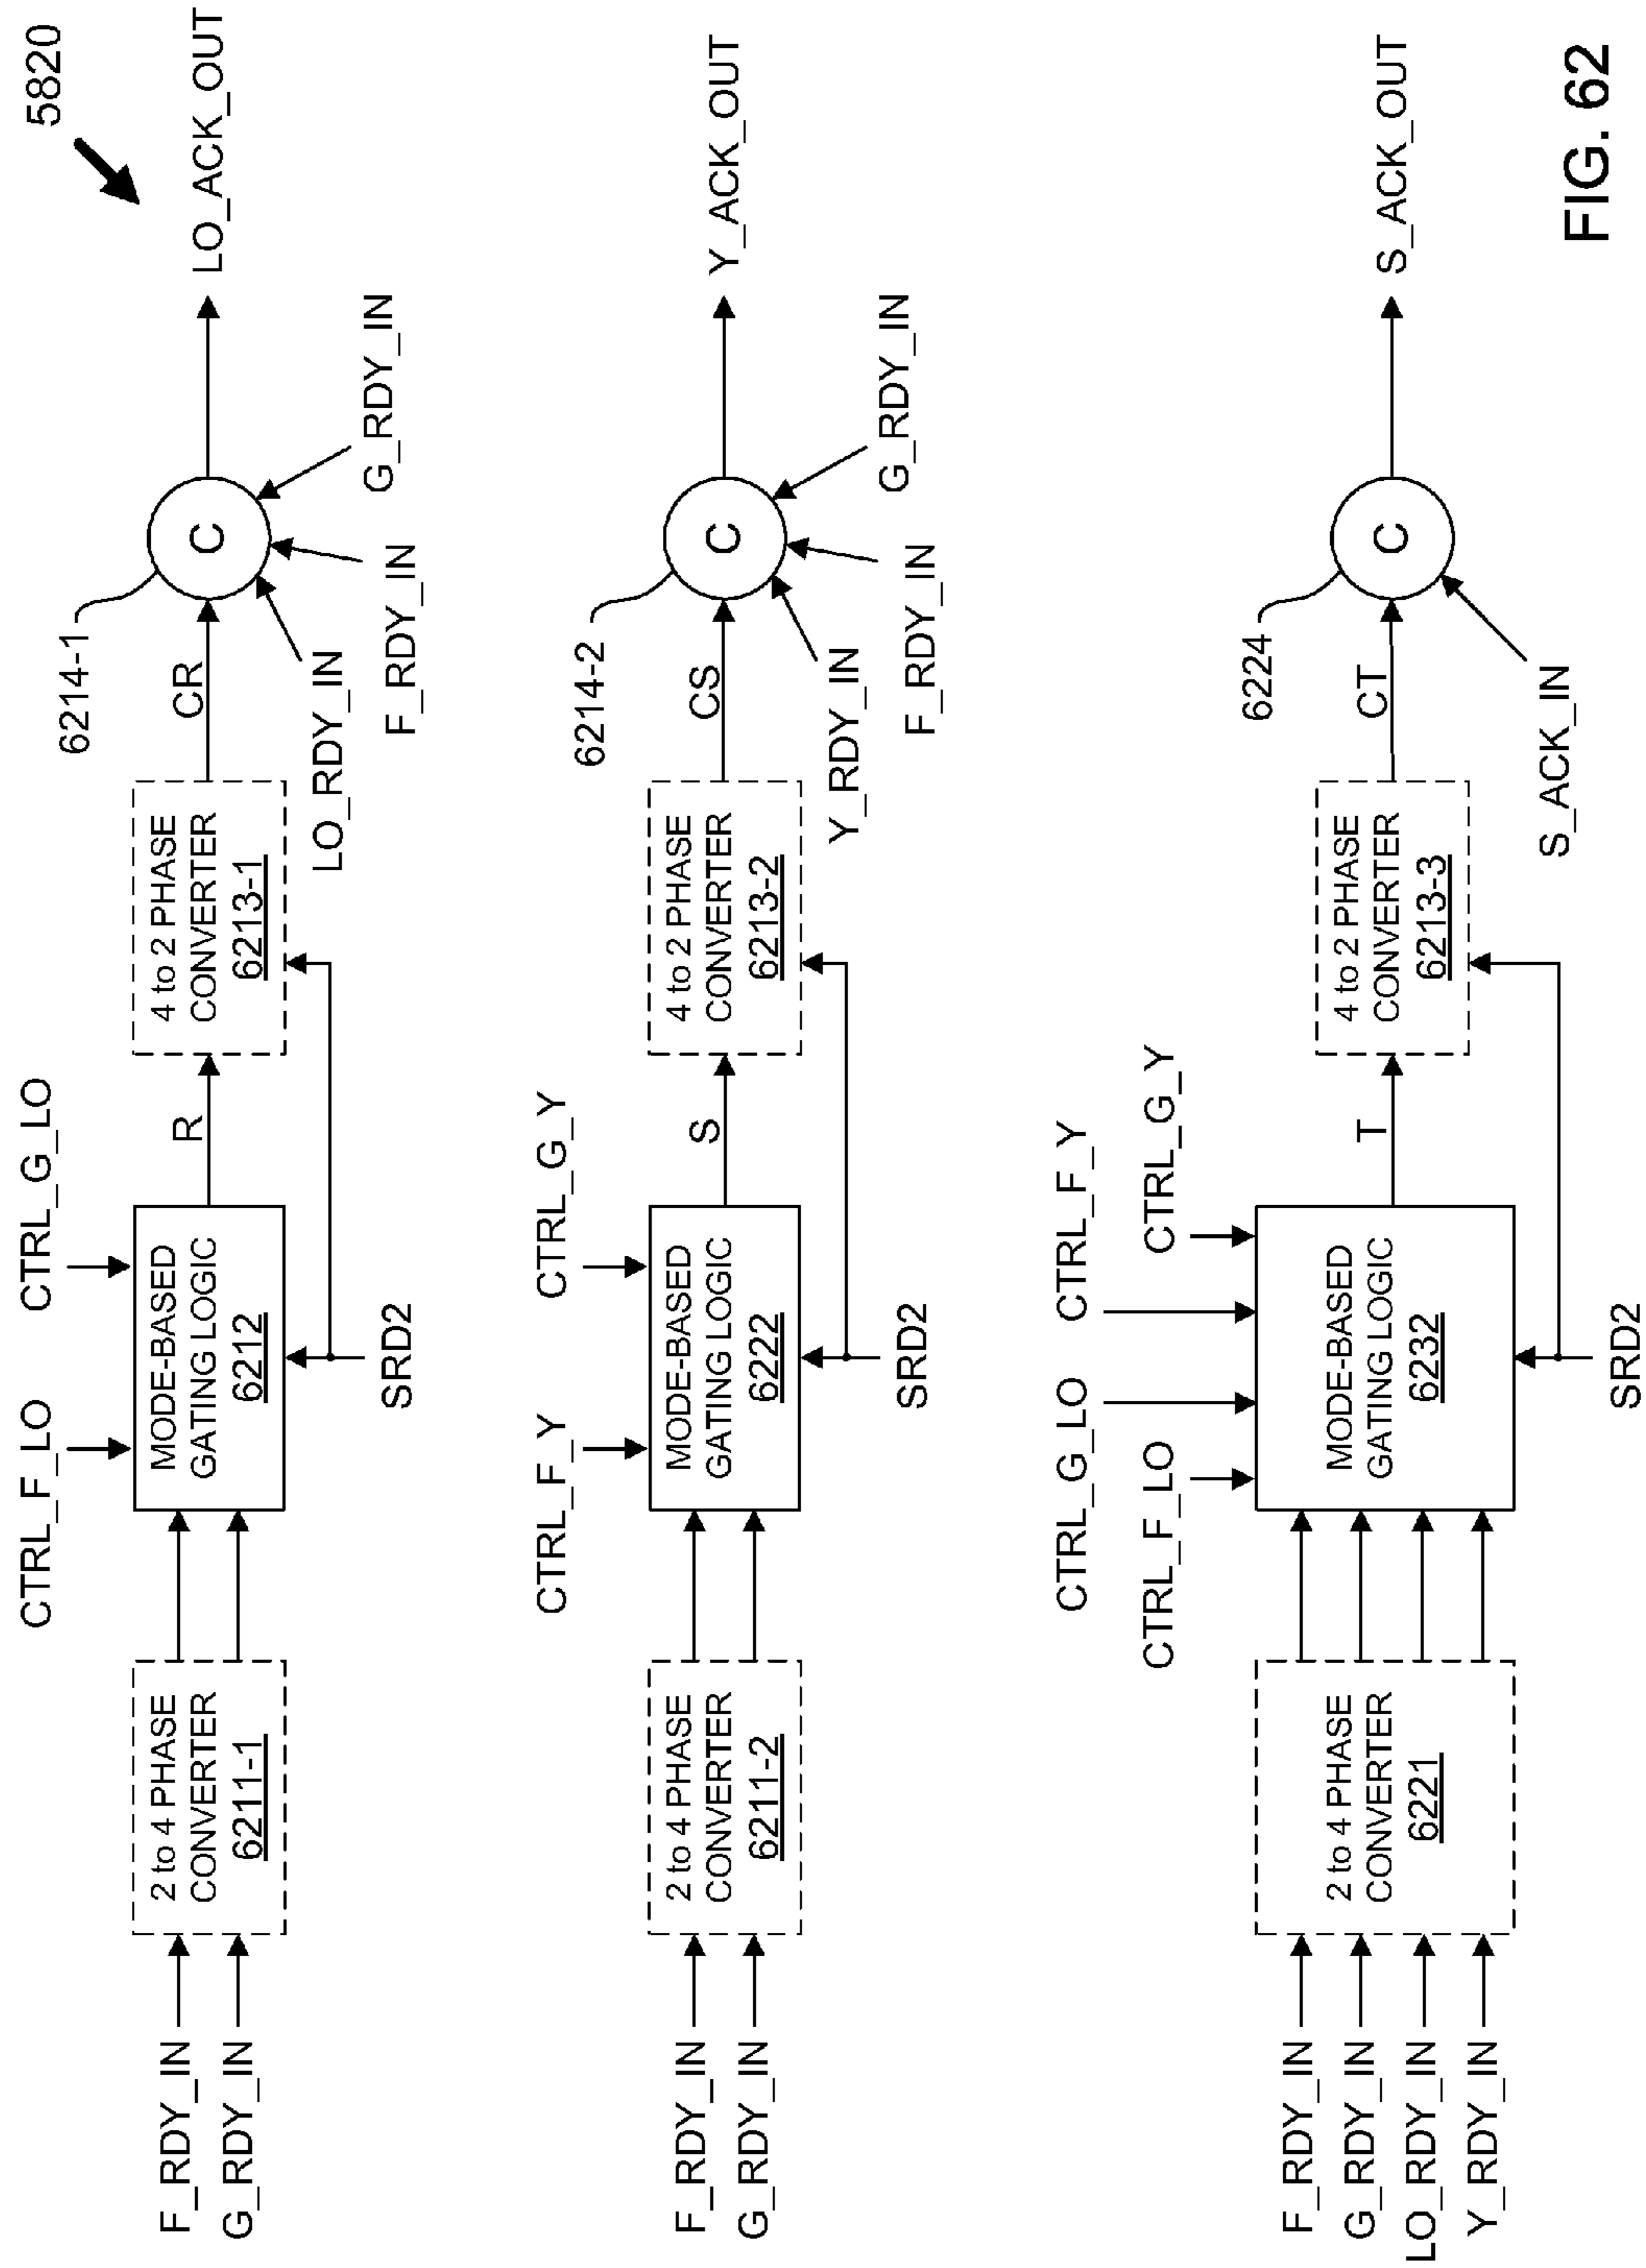 5820
F_RDY_IN
G_RDY_IN
2 to 4 PHASE
CONVERTER
6211-1
CTRL_F_LO
CTRL_G_LO
MODE-BASED
GATING LOGIC
6212
SRD2
R
4 to 2 PHASE
CONVERTER
6213-1
CR
6214-1
C
LO_RDY_IN
F_RDY_IN
G_RDY_IN
LO_ACK_OUT
F_RDY_IN
G_RDY_IN
2 to 4 PHASE
CONVERTER
6211-2
CTRL_F_Y
CTRL_G_Y
MODE-BASED
GATING LOGIC
6222
SRD2
S
4 to 2 PHASE
CONVERTER
6213-2
CS
6214-2
C
Y_RDY_IN
F_RDY_IN
G_RDY_IN
Y_ACK_OUT
F_RDY_IN
G_RDY_IN
LO_RDY_IN
Y_RDY_IN
2 to 4 PHASE
CONVERTER
6221
CTRL_G_LO
CTRL_F_Y
CTRL_F_LO
CTRL_G_Y
MODE-BASED
GATING LOGIC
6232
SRD2
T
4 to 2 PHASE
CONVERTER
6213-3
CT
6224
C
S_ACK_IN
S_ACK_OUT
FIG. 62